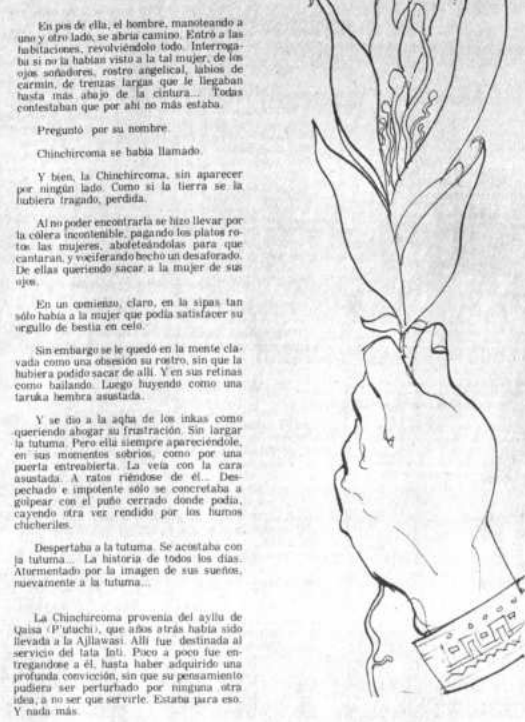 En pos de ella, el hombre, manoteando a
uno y otro lado, se abría camino. Entró a las
habitaciones, revolviéndolo todo. Interroga-
ba si no la habían visto a la tal mujer, de los
ojos soñadores, rostro angelical, labios de
carmín, de trenzas largas que le llegaban
hasta más abajo de la cintura... Todas
contestaban que por ahí no más estaba.
Preguntó por su nombre.
Chinchircoma se había llamado.
Y bien, la Chinchircoma, sin aparecer
por ningún lado. Como si la tierra se la
hubiera tragado, perdida.
Al no poder encontrarla se hizo llevar por
la cólera incontenible, pagando los platos ro-
tos las mujeres, abofeteándolas para que
cantaran, y vociferando hecho un desaforado.
De ellas queriendo sacar a la mujer de sus
ojos.
En un comienzo, claro, en la sipas tan
sólo había a la mujer que podía satisfacer su
orgullo de bestia en celo.
Sin embargo se le quedó en la mente cla-
vada como una obsesión su rostro, sin que la
hubiera podido sacar de allí. Y en sus retinas
como bailando. Luego huyendo como una
taruka hembra asustada.
Y se dio a la aqha de los inkas como
queriendo ahogar su frustración. Sin largar
la tutuma. Pero ella siempre apareciéndole,
en sus momentos sobrios, como por una
puerta entreabierta. La veía con la cara
asustada. A ratos riéndose de él... Des-
pechado e impotente sólo se concretaba a
golpear con el puño cerrado donde podía,
cayendo otra vez rendido por los humos
chicheriles.
Despertaba a la tutuma. Se acostaba con
la tutuma... La historia de todos los días.
Atormentado por la imagen de sus sueños,
nuevamente a la tutuma...
La Chinchircoma provenía del ayllu de
Qaisa (P'utuchi), que años atrás había sido
llevada a la Ajllawasi. Allí fue destinada al
servicio del tata Inti. Poco a poco fue en-
tregándose a él, hasta haber adquirido una
profunda convicción, sin que su pensamiento
pudiera ser perturbado por ninguna otra
idea, a no ser que servirle. Estaba para eso.
Y nada más.